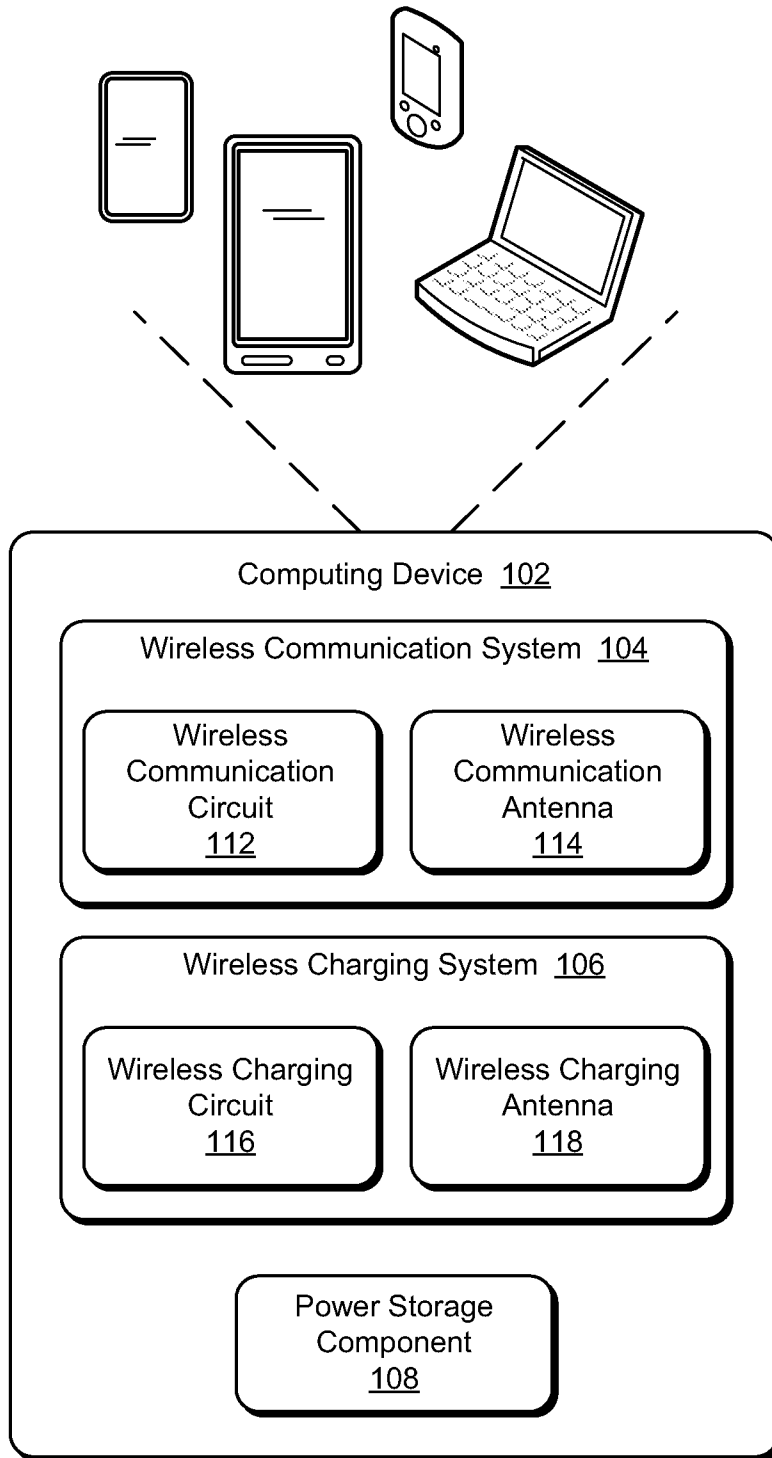 Computing Device 102
Wireless Communication System 104
Wireless
Communication
Circuit
112
Wireless
Communication
Antenna
114
Wireless Charging System 106
Wireless Charging
Circuit
116
Wireless Charging
Antenna
118
Power Storage
Component
108